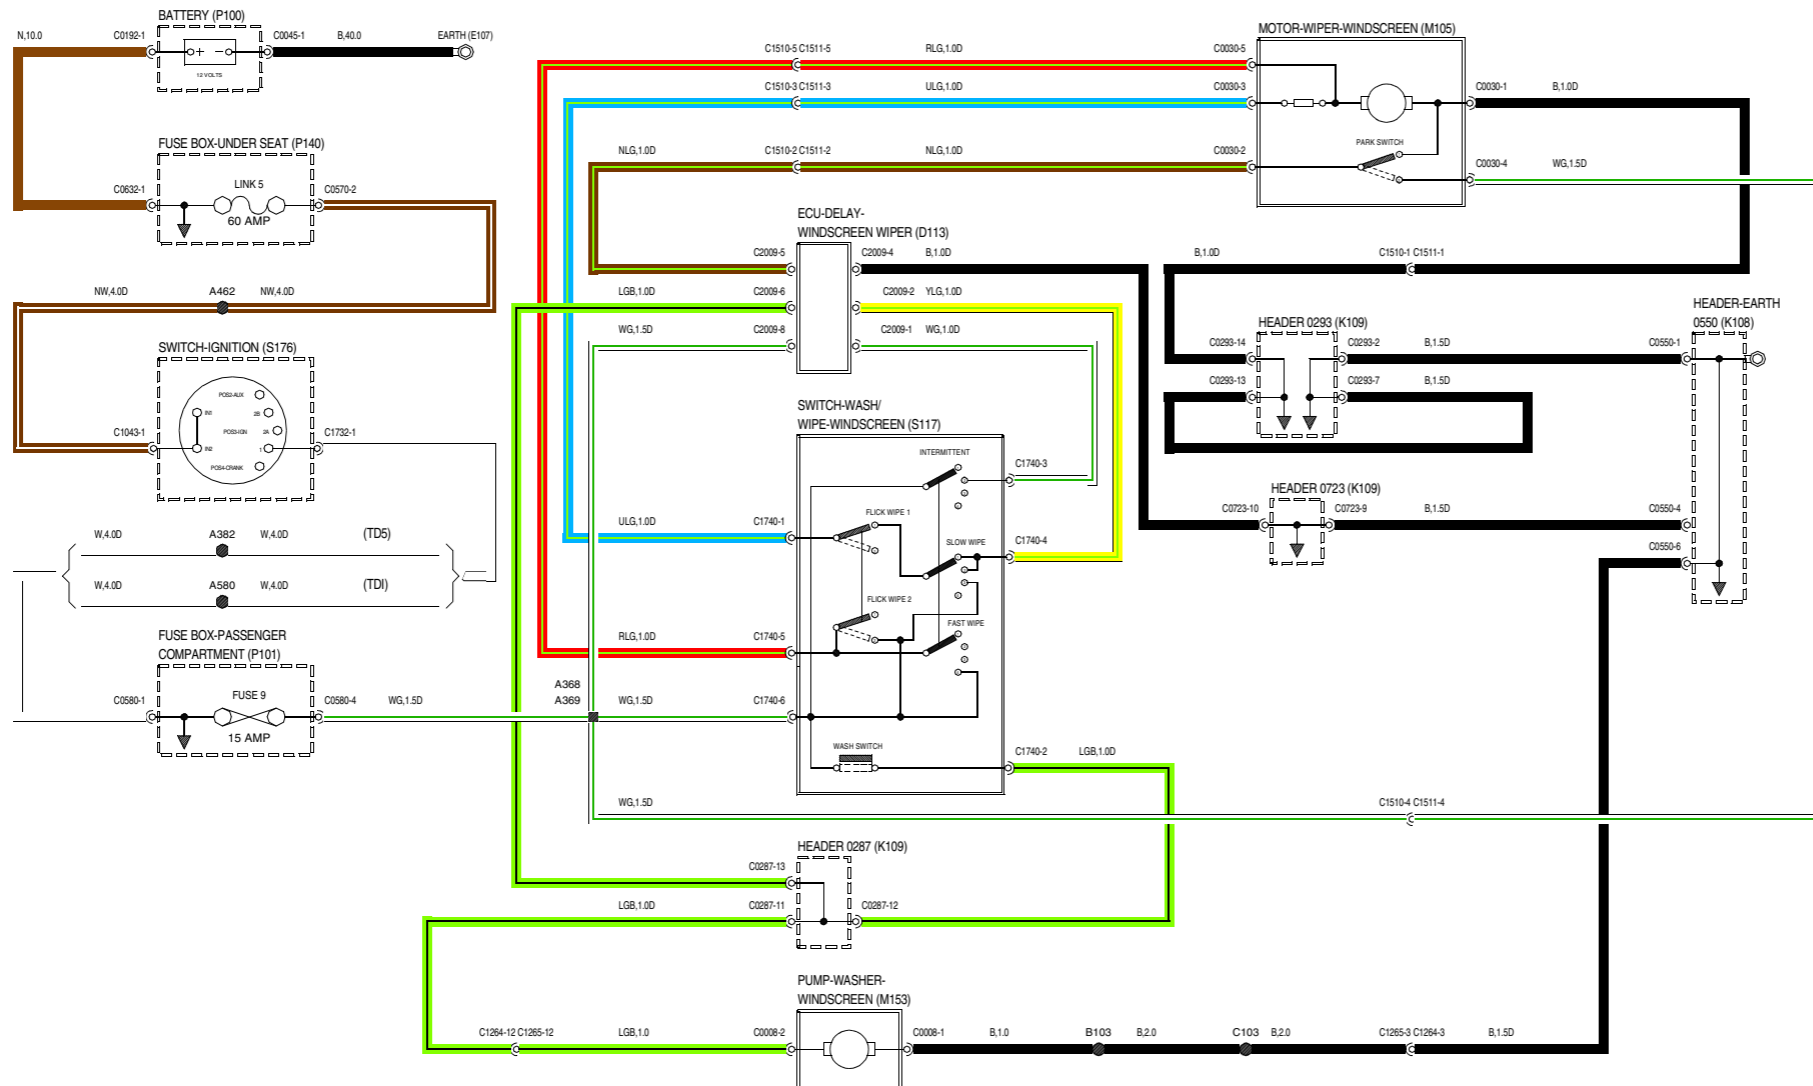 BATTERY (P100)
N,10.0
C0192-1
C0045-1
B,40.0
EARTH (E107)
+ −
12 VOLTS
FUSE BOX-UNDER SEAT (P140)
LINK 5
C0632-1
C0570-2
60 AMP
NW,4.0D
A462
NW,4.0D
SWITCH-IGNITION (S176)
POS2-AUX
IN1
2B
POS3-IGN
2A
C1043-1
IN2
1
C1732-1
POS4-CRANK
W,4.0D
A382
W,4.0D
(TD5)
W,4.0D
A580
W,4.0D
(TDI)
FUSE BOX-PASSENGER
COMPARTMENT (P101)
FUSE 9
C0580-1
C0580-4
WG,1.5D
15 AMP
MOTOR-WIPER-WINDSCREEN (M105)
C1510-5 C1511-5
RLG,1.0D
C0030-5
C1510-3 C1511-3
ULG,1.0D
C0030-3
C0030-1
B,1.0D
NLG,1.0D
C1510-2 C1511-2
NLG,1.0D
C0030-2
PARK SWITCH
C0030-4
WG,1.5D
ECU-DELAY-
WINDSCREEN WIPER (D113)
C2009-5
C2009-4
B,1.0D
LGB,1.0D
C2009-6
C2009-2
YLG,1.0D
WG,1.5D
C2009-8
C2009-1
WG,1.0D
B,1.0D
C1510-1 C1511-1
HEADER 0293 (K109)
C0293-14
C0293-2
B,1.5D
C0293-13
C0293-7
B,1.5D
HEADER-EARTH
0550 (K108)
C0550-1
C0550-4
C0550-6
HEADER 0723 (K109)
C0723-10
C0723-9
B,1.5D
SWITCH-WASH/
WIPE-WINDSCREEN (S117)
INTERMITTENT
C1740-3
FLICK WIPE 1
ULG,1.0D
C1740-1
SLOW WIPE
C1740-4
FLICK WIPE 2
FAST WIPE
RLG,1.0D
C1740-5
A368
A369
WG,1.5D
C1740-6
WASH SWITCH
C1740-2
LGB,1.0D
WG,1.5D
C1510-4 C1511-4
HEADER 0287 (K109)
C0287-13
LGB,1.0D
C0287-11
C0287-12
PUMP-WASHER-
WINDSCREEN (M153)
C1264-12 C1265-12
LGB,1.0
C0008-2
C0008-1
B,1.0
B103
B,2.0
C103
B,2.0
C1265-3 C1264-3
B,1.5D